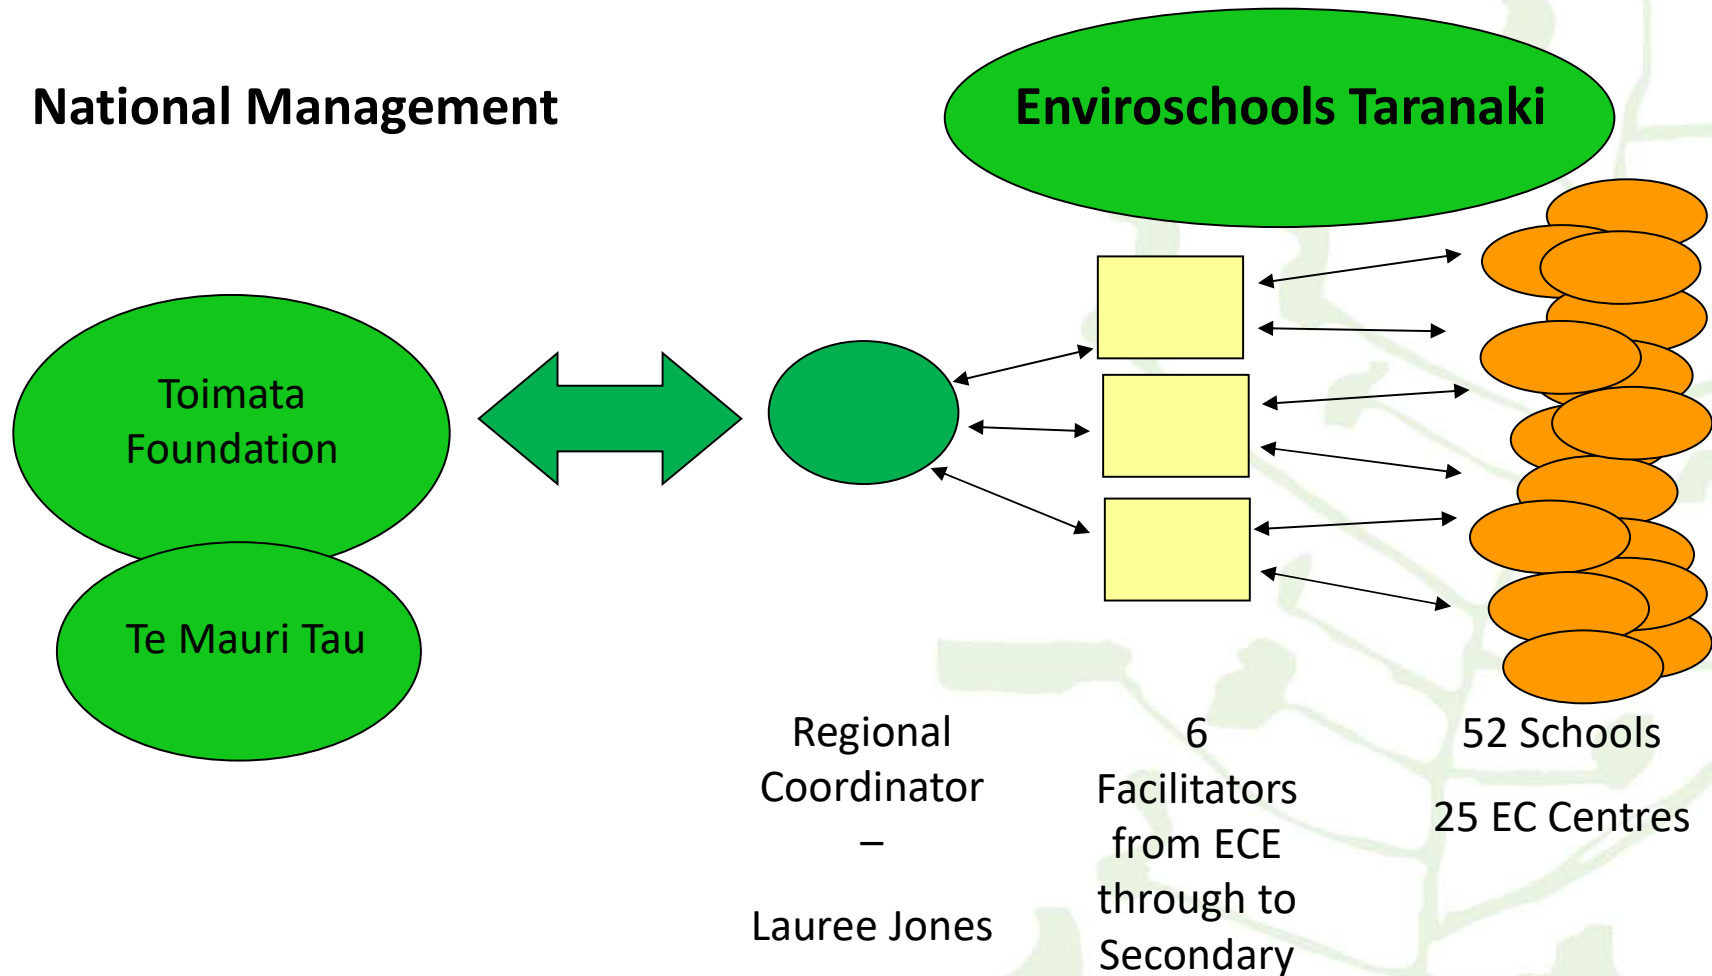 National Management
Enviroschools Taranaki
Toimata
Foundation
Te Mauri Tau
Regional
Coordinator
–
Lauree Jones
6
Facilitators
from ECE
through to
Secondary
52 Schools
25 EC Centres